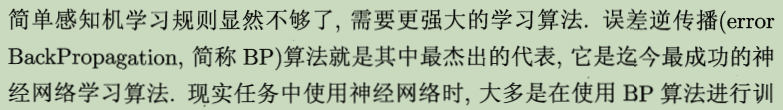 简单感知机学习规则显然不够了, 需要更强大的学习算法. 误差逆传播(error
BackPropagation, 简称 BP)算法就是其中最杰出的代表, 它是迄今最成功的神
经网络学习算法. 现实任务中使用神经网络时, 大多是在使用 BP 算法进行训